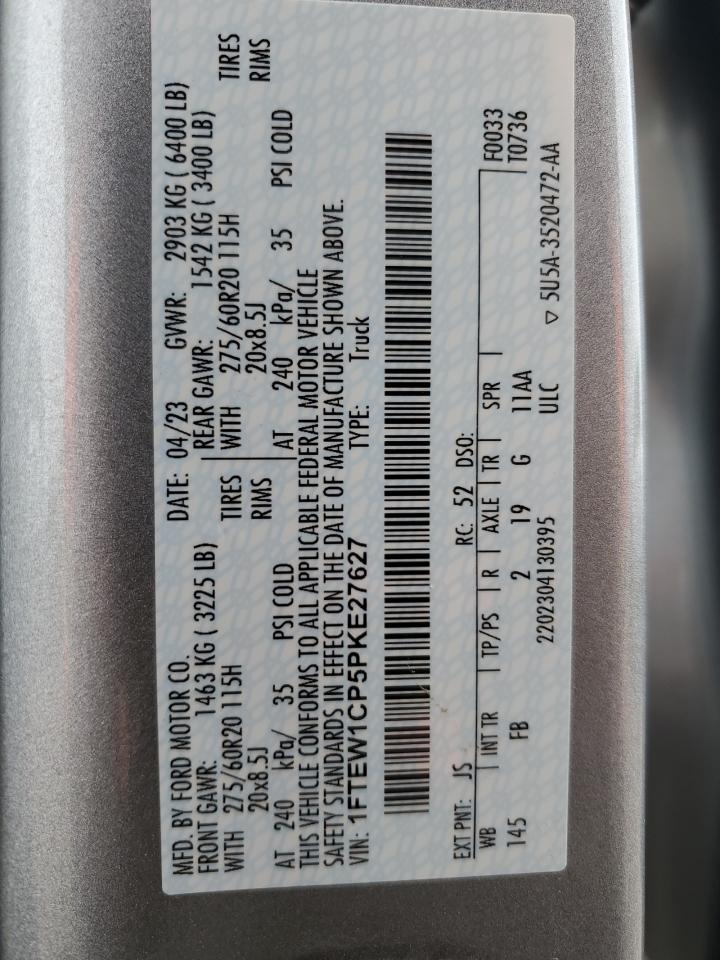 MFD. BY FORD MOTOR CO. DATE: 04/23 GVWR: 2903 KG ( 6400 LB)
FRONT GAWR: 1463 KG ( 3225 LB) REAR GAWR: 1542 KG ( 3400 LB)
WITH 275/60R20 115H TIRES WITH 275/60R20 115H TIRES
20x8.5J RIMS 20x8.5J RIMS
AT 240 kPa/ 35 PSI COLD AT 240 kPa/ 35 PSI COLD
THIS VEHICLE CONFORMS TO ALL APPLICABLE FEDERAL MOTOR VEHICLE
SAFETY STANDARDS IN EFFECT ON THE DATE OF MANUFACTURE SHOWN ABOVE.
VIN: 1FTEW1CP5PKE27627 TYPE: Truck
EXT PNT: JS RC: 52 DSO: F0033
WB INT TR TP/PS R AXLE TR SPR T0736
145 FB 2 19 G 11AA
2202304130395 ULC ▽ 5U5A-3520472-AA